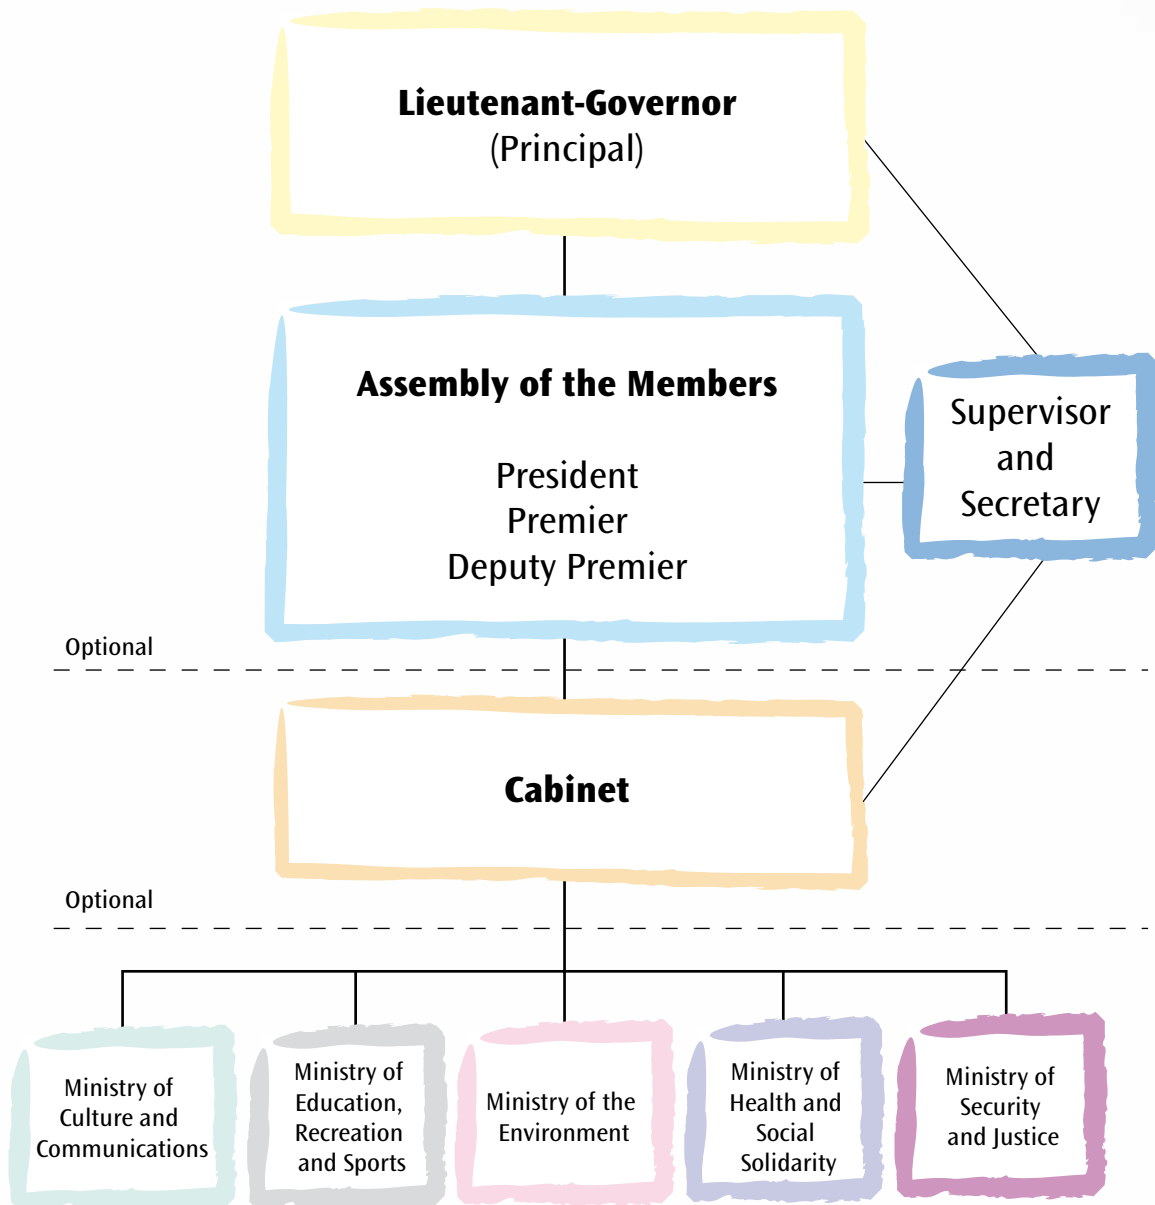 Lieutenant-Governor
(Principal)
Assembly of the Members
President
Premier
Deputy Premier
Supervisor
and
Secretary
Optional
Cabinet
Optional
Ministry of
Culture and
Communications
Ministry of
Education,
Recreation
and Sports
Ministry of the
Environment
Ministry of
Health and
Social
Solidarity
Ministry of
Security
and Justice